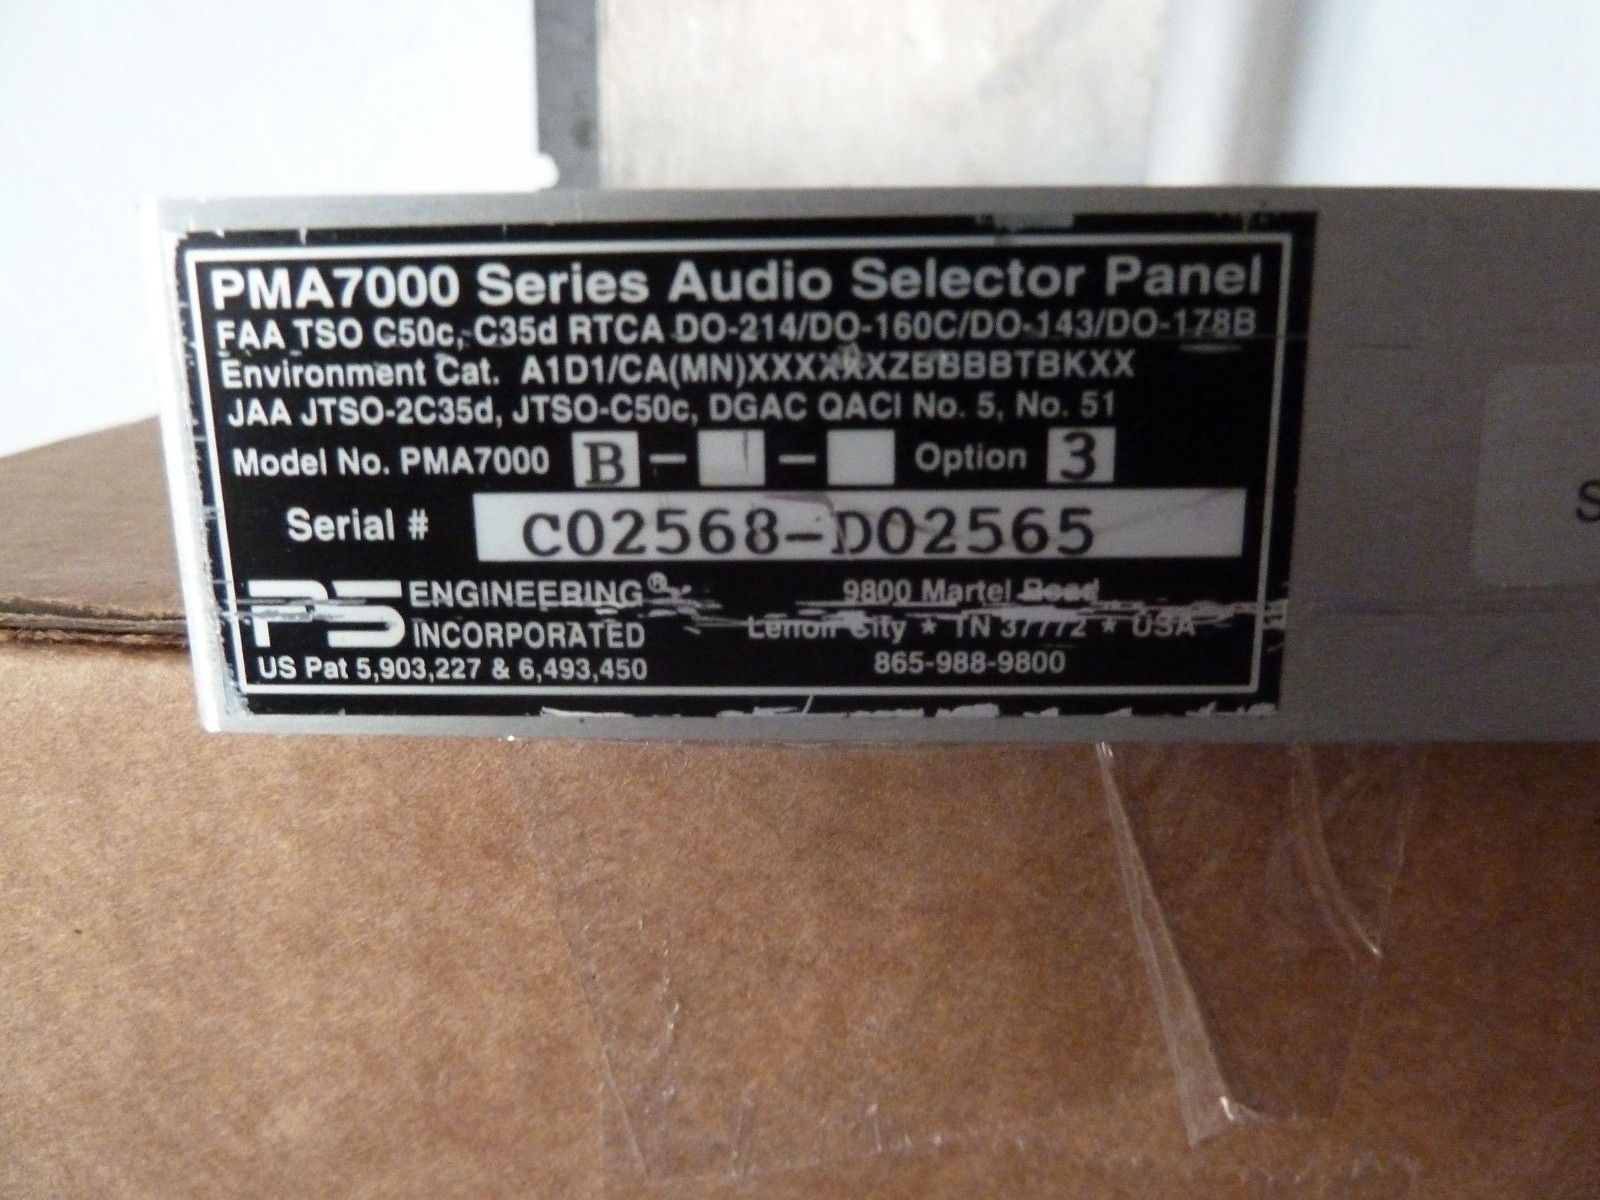 PMA7000 Series Audio Selector Panel
FAA TSO C50c, C35d RTCA DO-214/DO-160C/DO-143/DO-178B
Environment Cat. A1D1/CA(MN)XXXXXXZBBBBTBKXX
JAA JTSO-2C35d, JTSO-C50c, DGAC QACI No. 5, No. 51
Model No. PMA7000 B - - Option 3
Serial # C02568-D02565
PS ENGINEERING® INCORPORATED
US Pat 5,903,227 & 6,493,450
9800 Martel Road
Lenoir City * TN 37772 * USA
865-988-9800
S